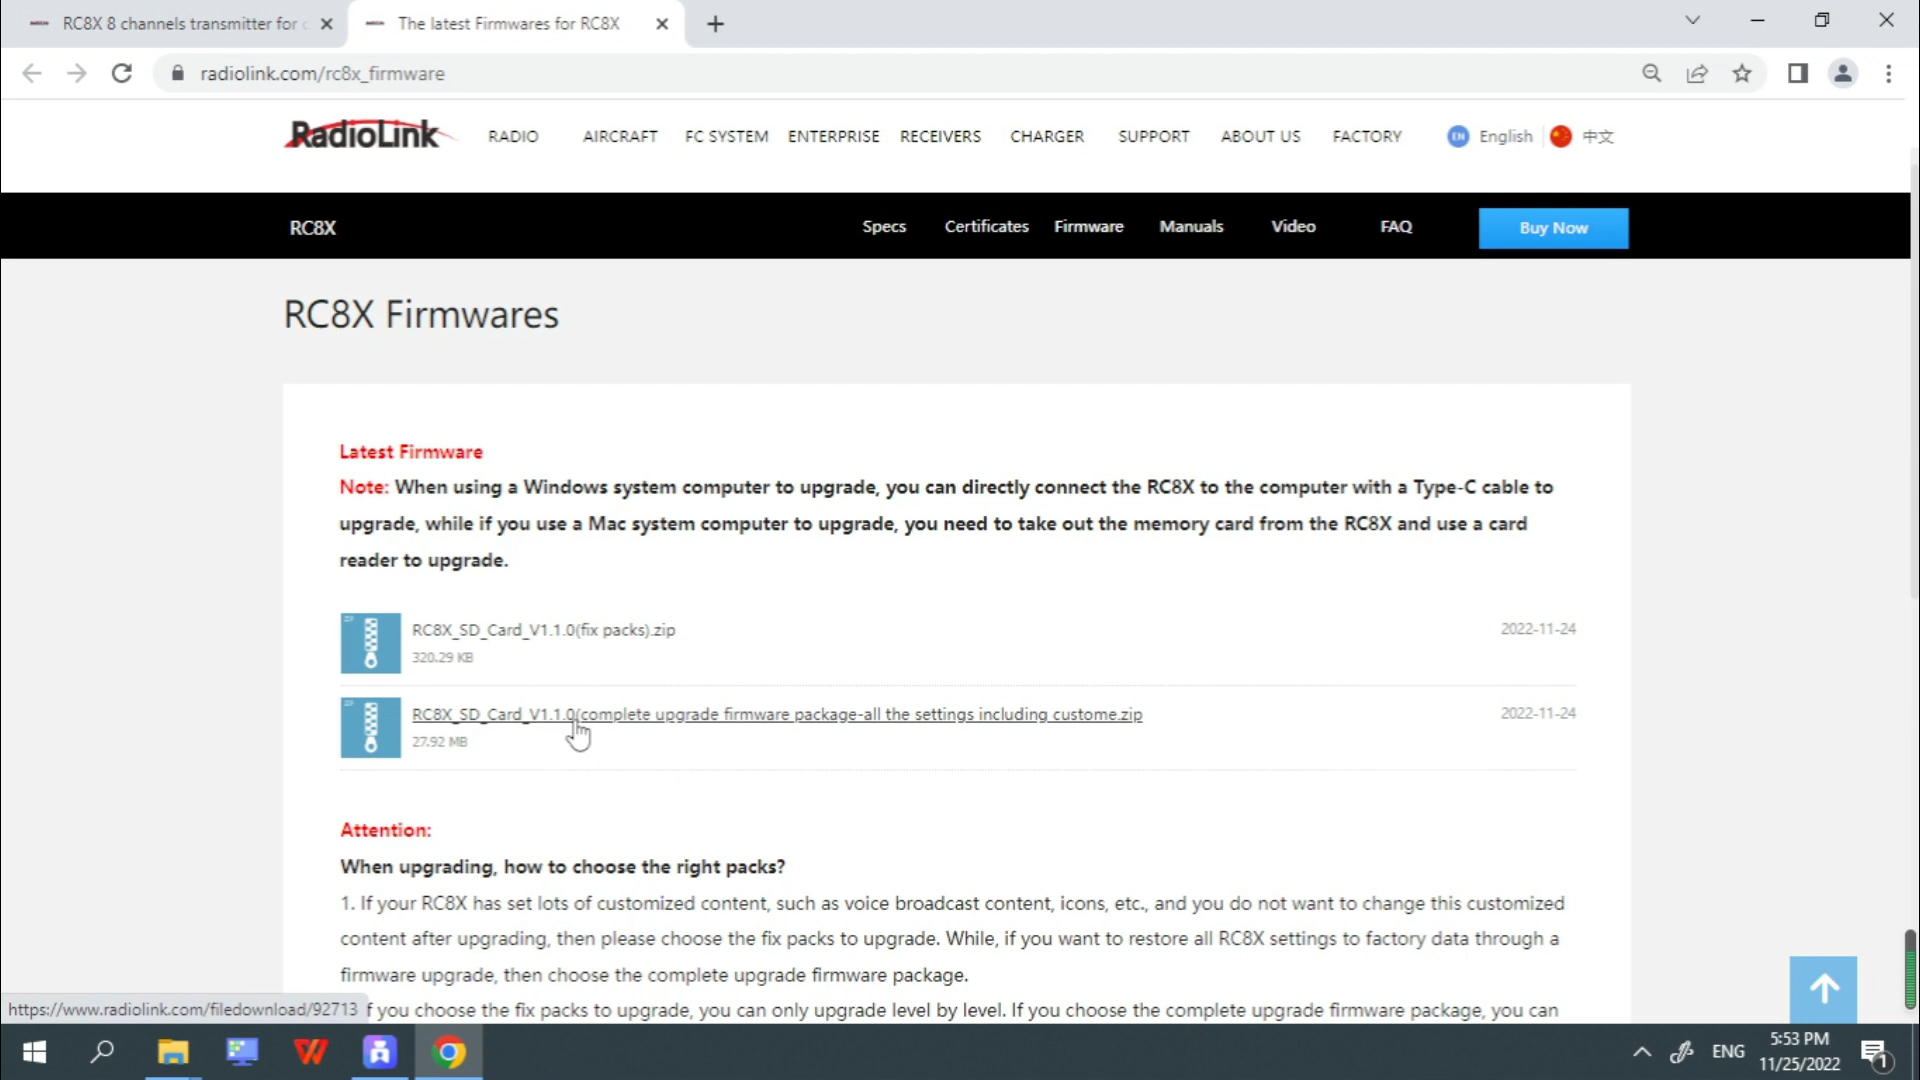 RC8X 8 channels transmitter for c
The latest Firmwares for RC8X
radiolink.com/rc8x_firmware
RadioLink
RADIO
AIRCRAFT
FC SYSTEM
ENTERPRISE
RECEIVERS
CHARGER
SUPPORT
ABOUT US
FACTORY
EN
English
中文
RC8X
Specs
Certificates
Firmware
Manuals
Video
FAQ
Buy Now
RC8X Firmwares
Latest Firmware
Note: When using a Windows system computer to upgrade, you can directly connect the RC8X to the computer with a Type-C cable to
upgrade, while if you use a Mac system computer to upgrade, you need to take out the memory card from the RC8X and use a card
reader to upgrade.
RC8X_SD_Card_V1.1.0(fix packs).zip
2022-11-24
320.29 KB
RC8X_SD_Card_V1.1.0(complete upgrade firmware package-all the settings including custome.zip
2022-11-24
27.92 MB
Attention:
When upgrading, how to choose the right packs?
1. If your RC8X has set lots of customized content, such as voice broadcast content, icons, etc., and you do not want to change this customized
content after upgrading, then please choose the fix packs to upgrade. While, if you want to restore all RC8X settings to factory data through a
firmware upgrade, then choose the complete upgrade firmware package.
f you choose the fix packs to upgrade, you can only upgrade level by level. If you choose the complete upgrade firmware package, you can
https://www.radiolink.com/filedownload/92713
ENG
5:53 PM
11/25/2022
1